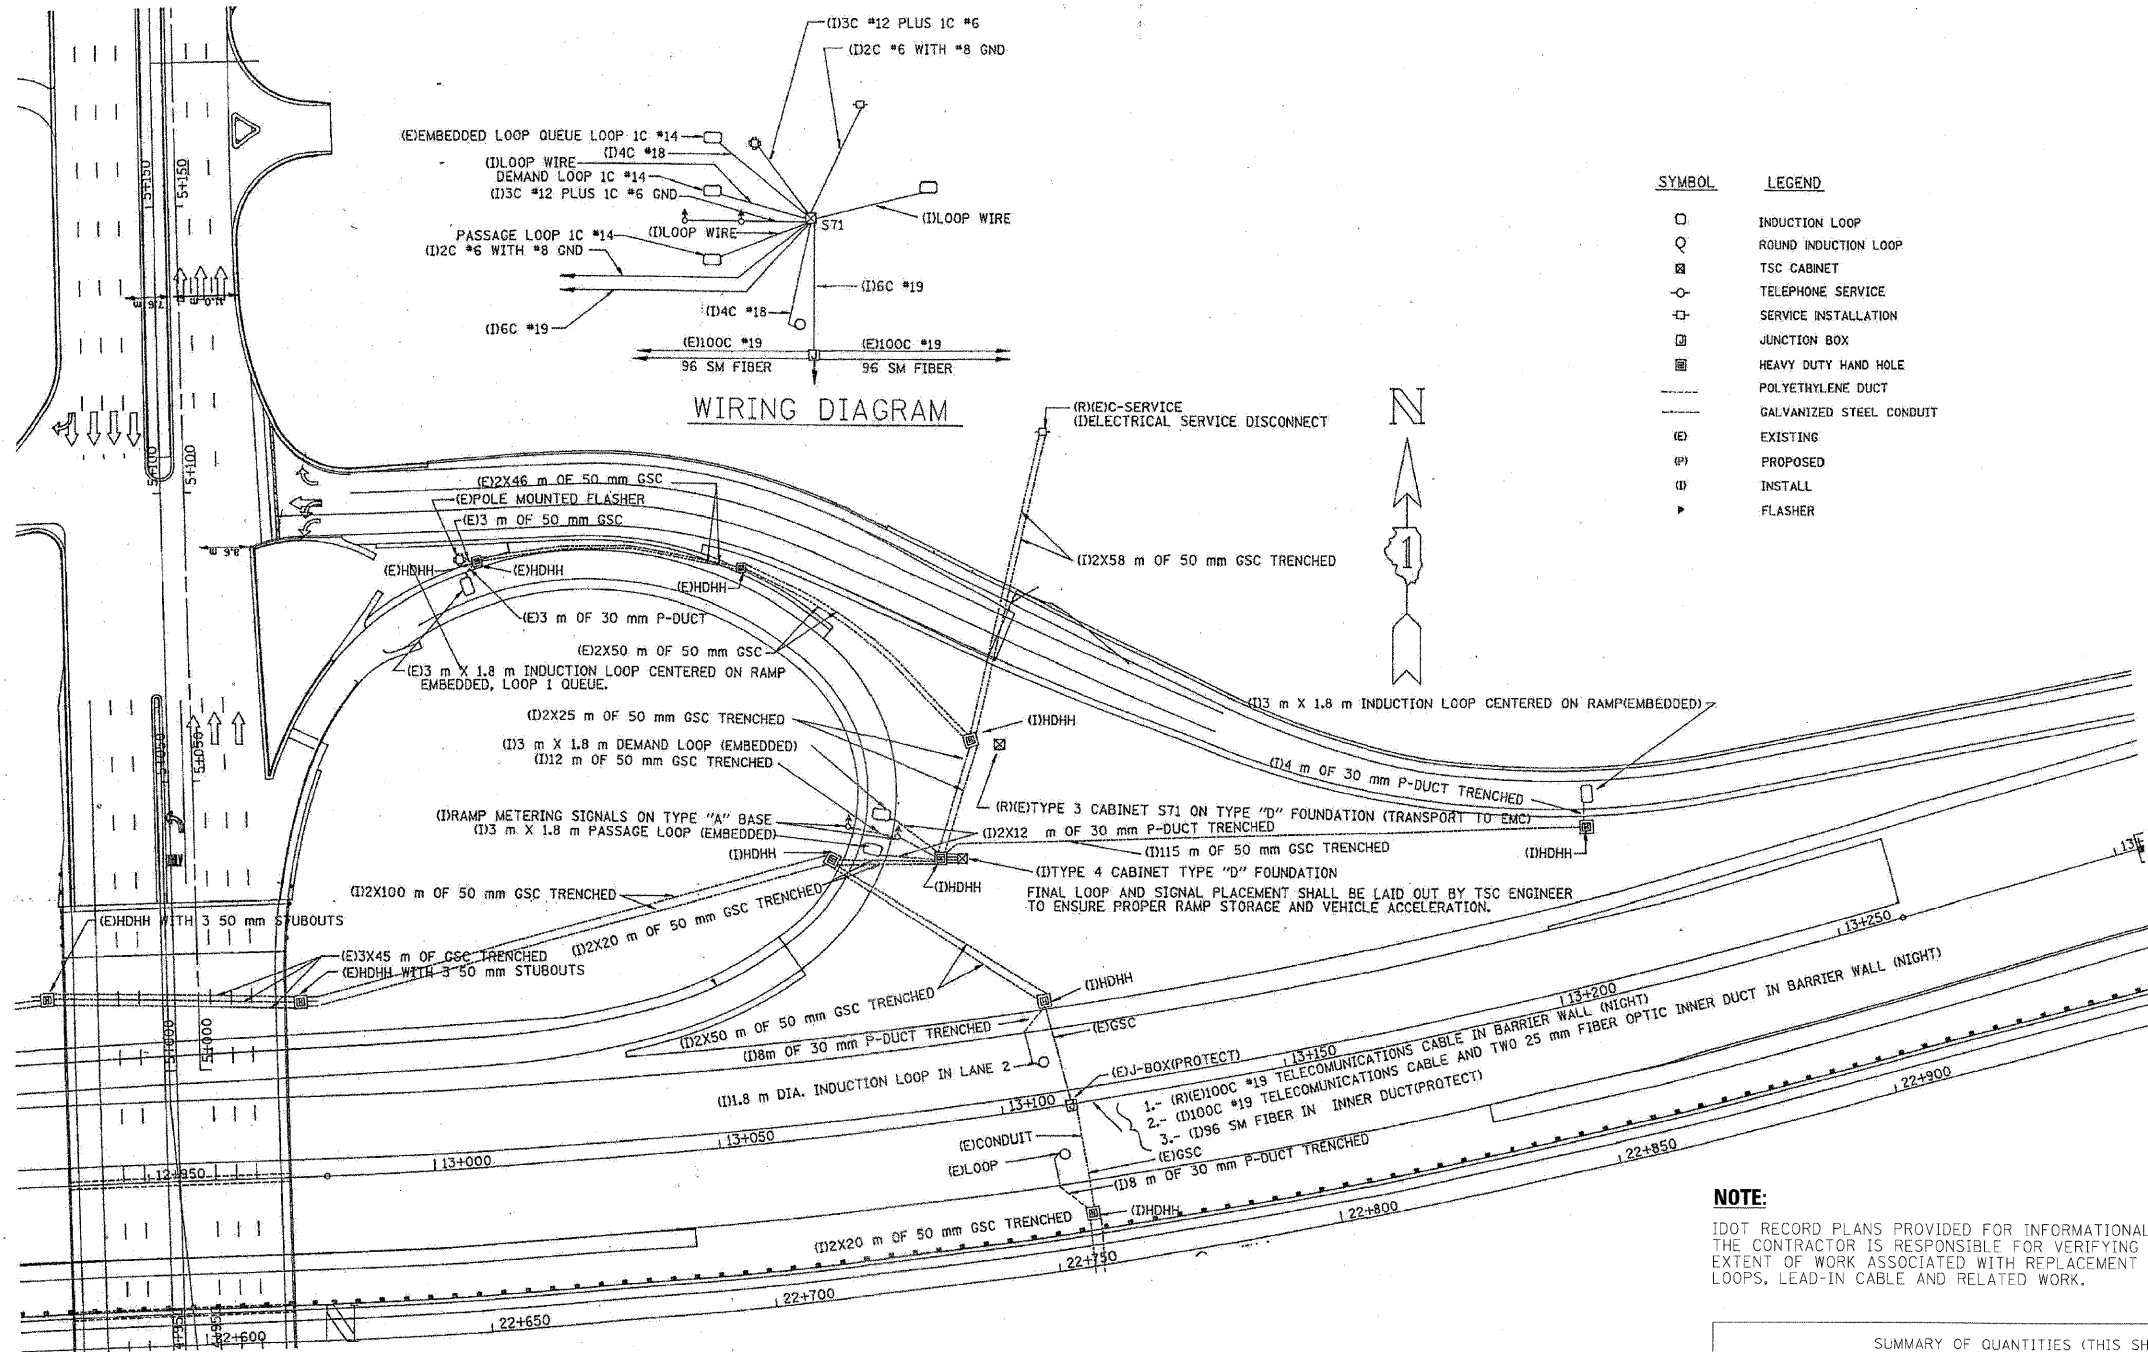 (I)3C #12 PLUS 1C #6
(I)2C #6 WITH #8 GND
(E)EMBEDDED LOOP QUEUE LOOP 1C #14
(I)4C #18
(I)LOOP WIRE
DEMAND LOOP 1C #14
(I)3C #12 PLUS 1C #6 GND
S71
(I)LOOP WIRE
PASSAGE LOOP 1C #14
(I)LOOP WIRE
(I)2C #6 WITH #8 GND
(I)6C #19
(I)4C #18
(I)6C #19
(E)100C #19
(E)100C #19
96 SM FIBER
96 SM FIBER
WIRING DIAGRAM
SYMBOL LEGEND
INDUCTION LOOP
ROUND INDUCTION LOOP
TSC CABINET
TELEPHONE SERVICE
SERVICE INSTALLATION
JUNCTION BOX
HEAVY DUTY HAND HOLE
POLYETHYLENE DUCT
GALVANIZED STEEL CONDUIT
(E) EXISTING
(P) PROPOSED
(I) INSTALL
FLASHER
N
1
5+150
5+150
7.6 m
11.0 m
5+100
5+100
3.6 m
(R)(E)C-SERVICE
(I)ELECTRICAL SERVICE DISCONNECT
(E)2X46 m OF 50 mm GSC
(E)POLE MOUNTED FLASHER
(E)3 m OF 50 mm GSC
(I)2X58 m OF 50 mm GSC TRENCHED
(E)HDHH
(E)HDHH
(E)HDHH
(E)3 m OF 30 mm P-DUCT
(E)2X50 m OF 50 mm GSC
(E)3 m X 1.8 m INDUCTION LOOP CENTERED ON RAMP
EMBEDDED, LOOP 1 QUEUE.
(I)3 m X 1.8 m INDUCTION LOOP CENTERED ON RAMP(EMBEDDED)
(I)2X25 m OF 50 mm GSC TRENCHED
(I)HDHH
(I)3 m X 1.8 m DEMAND LOOP (EMBEDDED)
(I)12 m OF 50 mm GSC TRENCHED
5+050
5+050
(I)4 m OF 30 mm P-DUCT TRENCHED
(R)(E)TYPE 3 CABINET S71 ON TYPE "D" FOUNDATION (TRANSPORT TO EMC)
(I)RAMP METERING SIGNALS ON TYPE "A" BASE
(I)3 m X 1.8 m PASSAGE LOOP (EMBEDDED)
(I)2X12 m OF 30 mm P-DUCT TRENCHED
(I)115 m OF 50 mm GSC TRENCHED
(I)HDHH
(I)HDHH
(I)HDHH
(I)TYPE 4 CABINET TYPE "D" FOUNDATION
FINAL LOOP AND SIGNAL PLACEMENT SHALL BE LAID OUT BY TSC ENGINEER
TO ENSURE PROPER RAMP STORAGE AND VEHICLE ACCELERATION.
(I)2X100 m OF 50 mm GSC TRENCHED
(I)2X20 m OF 50 mm GSC TRENCHED
(E)HDHH WITH 3 50 mm STUBOUTS
(E)3X45 m OF GSC TRENCHED
(E)HDHH WITH 3 50 mm STUBOUTS
5+000
5+000
(I)2X50 m OF 50 mm GSC TRENCHED
(I)8m OF 30 mm P-DUCT TRENCHED
(I)HDHH
(E)GSC
(I)1.8 m DIA. INDUCTION LOOP IN LANE 2
(E)J-BOX(PROTECT)
1.- (R)(E)100C #19 TELECOMUNICATIONS CABLE IN BARRIER WALL (NIGHT)
2.- (I)100C #19 TELECOMUNICATIONS CABLE AND TWO 25 mm FIBER OPTIC INNER DUCT IN BARRIER WALL (NIGHT)
3.- (I)96 SM FIBER IN INNER DUCT(PROTECT)
12+950
13+000
13+050
13+100
13+150
13+200
13+250
(E)CONDUIT
(E)LOOP
(E)GSC
(I)8 m OF 30 mm P-DUCT TRENCHED
(I)HDHH
(I)2X20 m OF 50 mm GSC TRENCHED
22+600
22+650
22+700
22+750
22+800
22+850
22+900
NOTE:
IDOT RECORD PLANS PROVIDED FOR INFORMATIONAL
THE CONTRACTOR IS RESPONSIBLE FOR VERIFYING
EXTENT OF WORK ASSOCIATED WITH REPLACEMENT
LOOPS, LEAD-IN CABLE AND RELATED WORK.
SUMMARY OF QUANTITIES (THIS SH